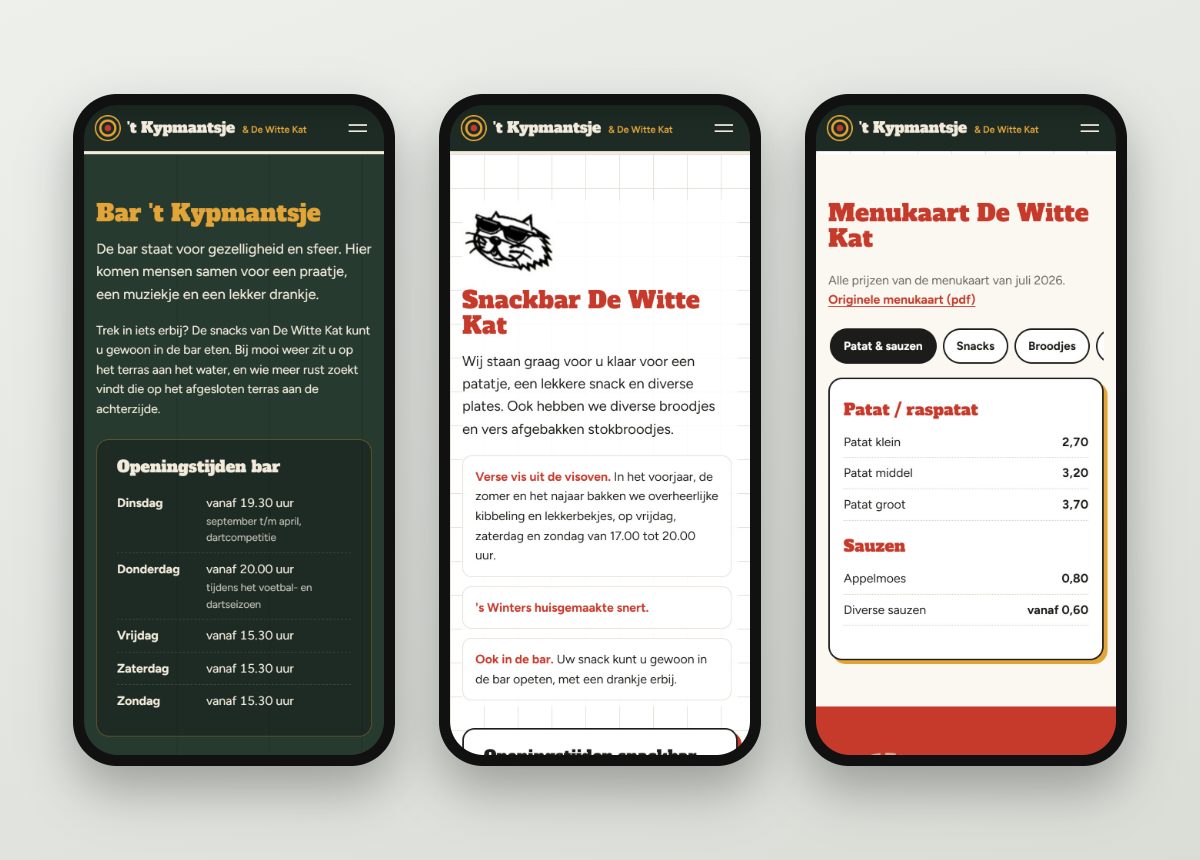 't Kypmantsje & De Witte Kat
Bar 't Kypmantsje
De bar staat voor gezelligheid en sfeer. Hier
komen mensen samen voor een praatje,
een muziekje en een lekker drankje.
Trek in iets erbij? De snacks van De Witte Kat kunt
u gewoon in de bar eten. Bij mooi weer zit u op
het terras aan het water, en wie meer rust zoekt
vindt die op het afgesloten terras aan de
achterzijde.
Openingstijden bar
Dinsdag vanaf 19.30 uur
september t/m april,
dartcompetitie
Donderdag vanaf 20.00 uur
tijdens het voetbal- en
dartseizoen
Vrijdag vanaf 15.30 uur
Zaterdag vanaf 15.30 uur
Zondag vanaf 15.30 uur
't Kypmantsje & De Witte Kat
Snackbar De Witte
Kat
Wij staan graag voor u klaar voor een
patatje, een lekkere snack en diverse
plates. Ook hebben we diverse broodjes
en vers afgebakken stokbroodjes.
Verse vis uit de visoven. In het voorjaar, de
zomer en het najaar bakken we overheerlijke
kibbeling en lekkerbekjes, op vrijdag,
zaterdag en zondag van 17.00 tot 20.00
uur.
's Winters huisgemaakte snert.
Ook in de bar. Uw snack kunt u gewoon in
de bar opeten, met een drankje erbij.
Openingstijden snackbar
't Kypmantsje & De Witte Kat
Menukaart De Witte
Kat
Alle prijzen van de menukaart van juli 2026.
Originele menukaart (pdf)
Patat & sauzen Snacks Broodjes
Patat / raspatat
Patat klein 2,70
Patat middel 3,20
Patat groot 3,70
Sauzen
Appelmoes 0,80
Diverse sauzen vanaf 0,60